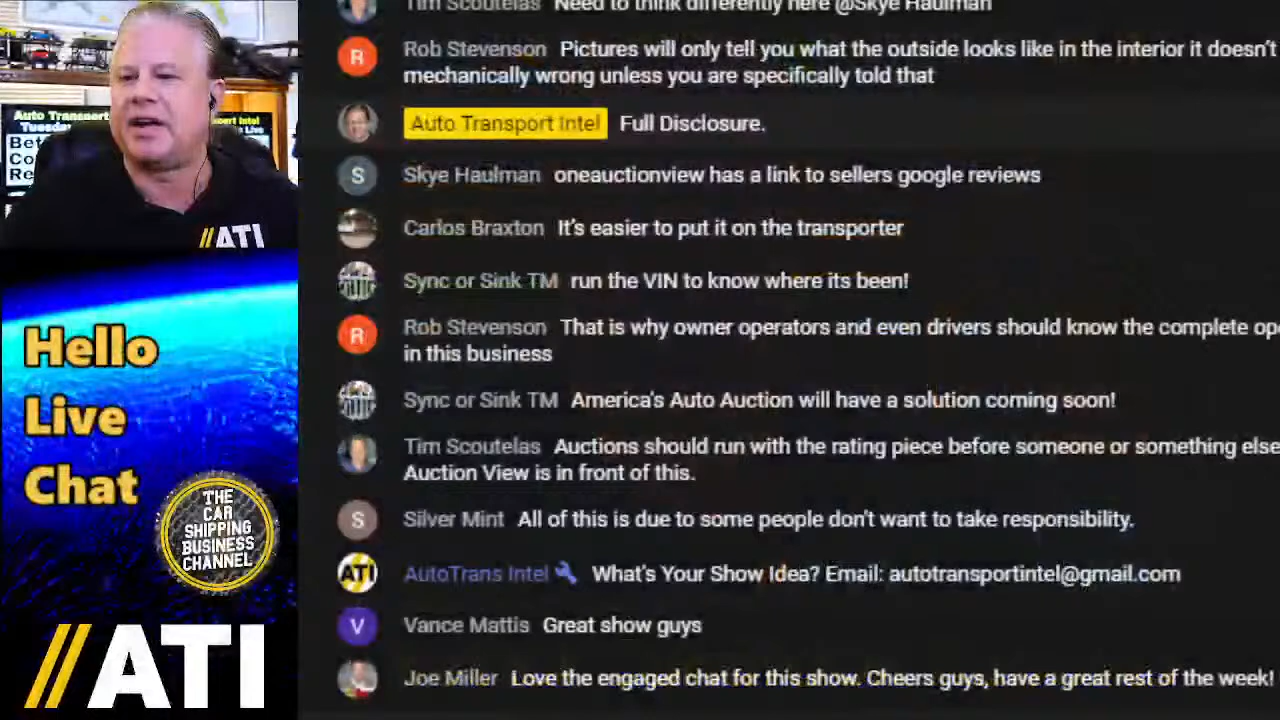 Tim Scoutelas Need to think differently here @Skye Haulman
R Rob Stevenson Pictures will only tell you what the outside looks like in the interior it doesn't
mechanically wrong unless you are specifically told that
Auto Transport Intel Full Disclosure.
S Skye Haulman oneauctionview has a link to sellers google reviews
Carlos Braxton It's easier to put it on the transporter
Sync or Sink TM run the VIN to know where its been!
R Rob Stevenson That is why owner operators and even drivers should know the complete ope
in this business
Sync or Sink TM America's Auto Auction will have a solution coming soon!
Tim Scoutelas Auctions should run with the rating piece before someone or something else
Auction View is in front of this.
S Silver Mint All of this is due to some people don't want to take responsibility.
ATI AutoTrans Intel What's Your Show Idea? Email: autotransportintel@gmail.com
V Vance Mattis Great show guys
Joe Miller Love the engaged chat for this show. Cheers guys, have a great rest of the week!
Auto Transport
Tuesday
Bet
Co
Re
Intel
Live
//ATI
Hello
Live
Chat
THE
CAR
SHIPPING
BUSINESS
CHANNEL
//ATI